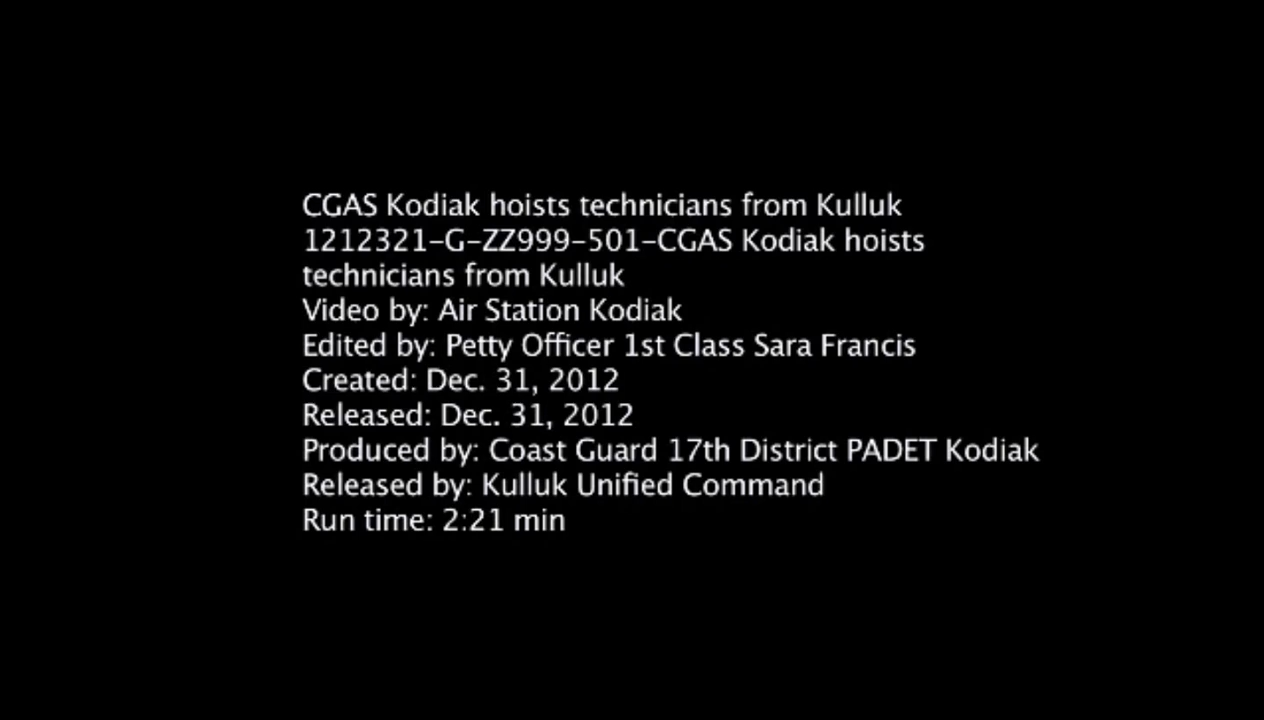 CGAS Kodiak hoists technicians from Kulluk
1212321-G-ZZ999-501-CGAS Kodiak hoists
technicians from Kulluk
Video by: Air Station Kodiak
Edited by: Petty Officer 1st Class Sara Francis
Created: Dec. 31, 2012
Released: Dec. 31, 2012
Produced by: Coast Guard 17th District PADET Kodiak
Released by: Kulluk Unified Command
Run time: 2:21 min